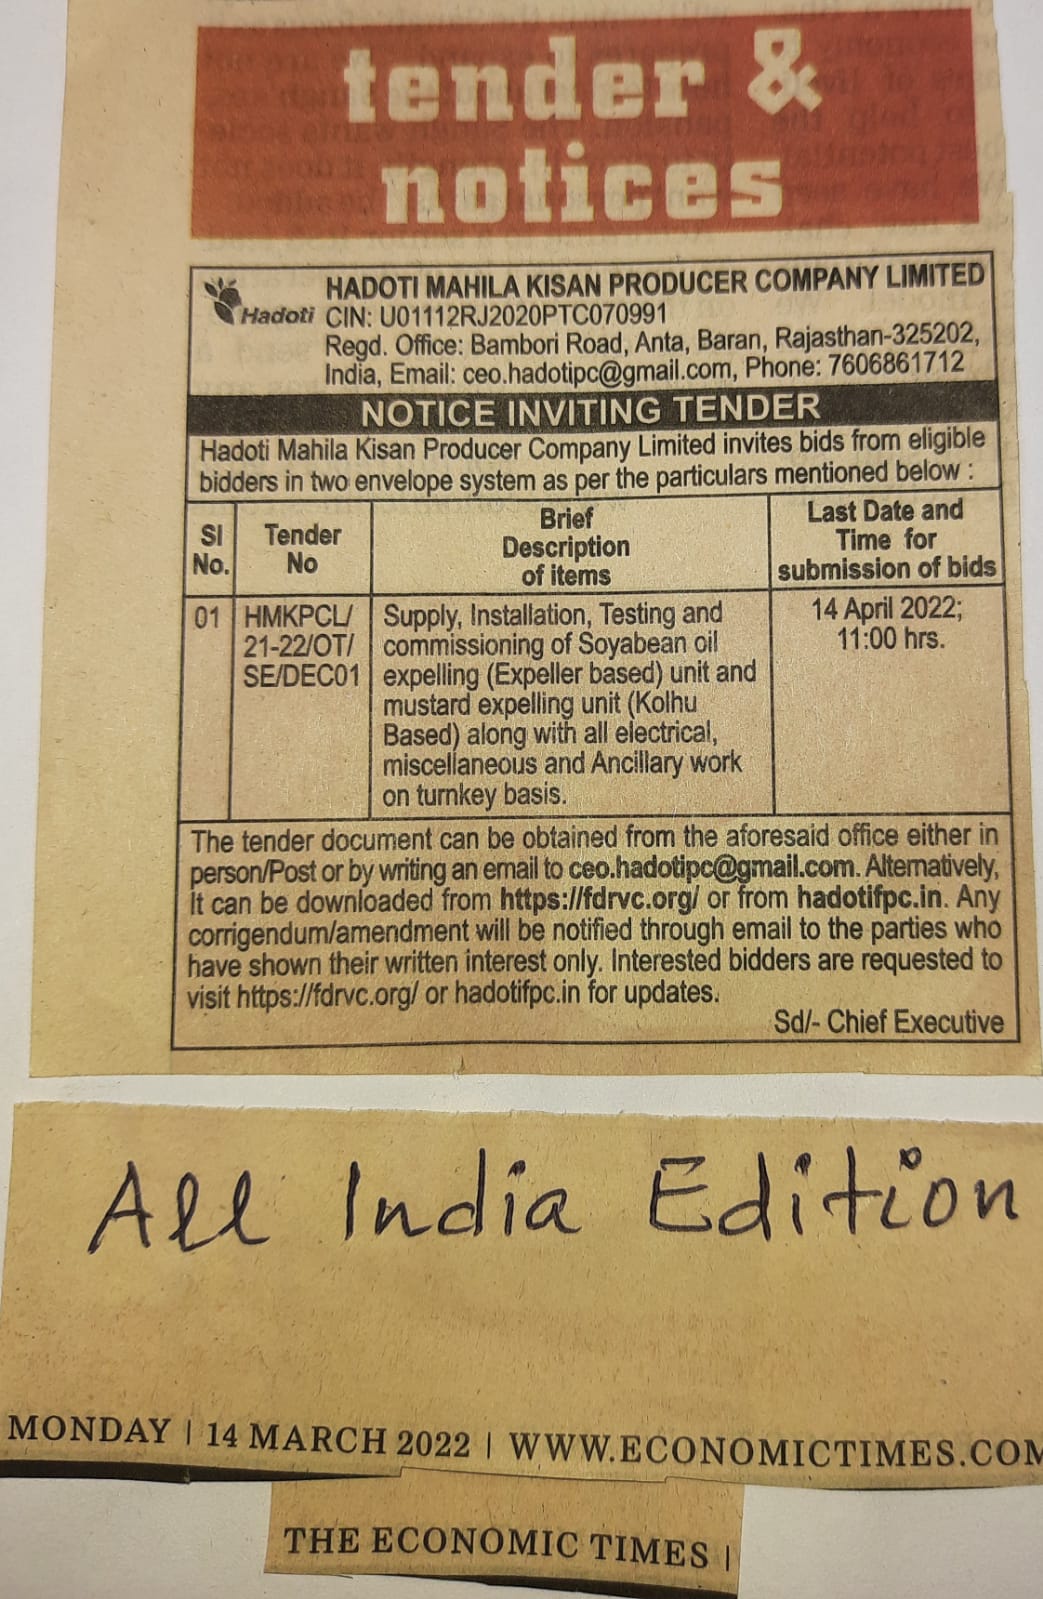 tender &
notices
HADOTI MAHILA KISAN PRODUCER COMPANY LIMITED
Hadoti CIN: U01112RJ2020PTC070991
Regd. Office: Bambori Road, Anta, Baran, Rajasthan-325202,
India, Email: ceo.hadotipc@gmail.com, Phone: 7606861712
NOTICE INVITING TENDER
Hadoti Mahila Kisan Producer Company Limited invites bids from eligible
bidders in two envelope system as per the particulars mentioned below :
Sl
No.
Tender
No
Brief
Description
of items
Last Date and
Time for
submission of bids
01
HMKPCL/
21-22/OT/
SE/DEC01
Supply, Installation, Testing and
commissioning of Soyabean oil
expelling (Expeller based) unit and
mustard expelling unit (Kolhu
Based) along with all electrical,
miscellaneous and Ancillary work
on turnkey basis.
14 April 2022;
11:00 hrs.
The tender document can be obtained from the aforesaid office either in
person/Post or by writing an email to ceo.hadotipc@gmail.com. Alternatively,
It can be downloaded from https://fdrvc.org/ or from hadotifpc.in. Any
corrigendum/amendment will be notified through email to the parties who
have shown their written interest only. Interested bidders are requested to
visit https://fdrvc.org/ or hadotifpc.in for updates.
Sd/- Chief Executive
All India Edition
MONDAY | 14 MARCH 2022 | WWW.ECONOMICTIMES.COM
THE ECONOMIC TIMES |